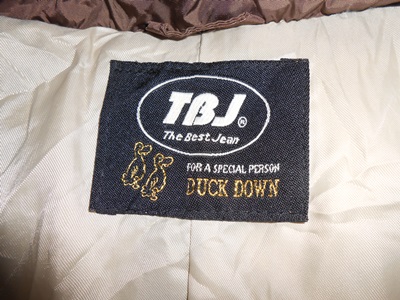 TBJ®
The Best Jean
FOR A SPECIAL PERSON
DUCK DOWN